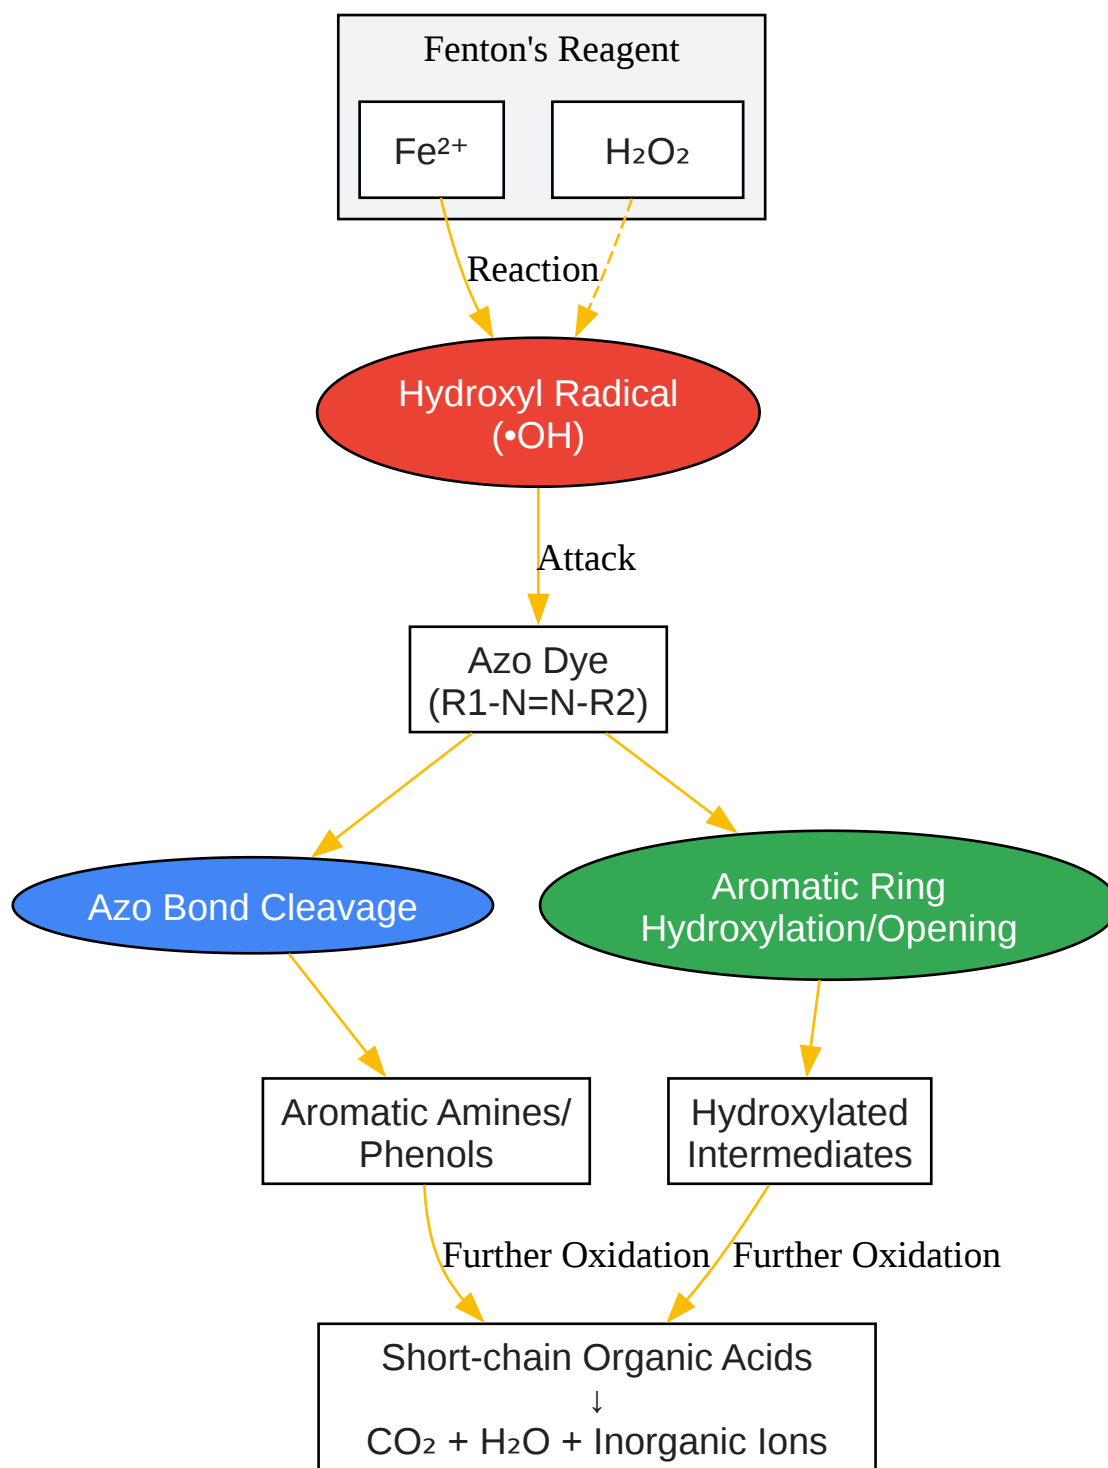 Fenton's Reagent
Fe²⁺
H₂O₂
Reaction
Hydroxyl Radical
(•OH)
Attack
Azo Dye
(R1-N=N-R2)
Azo Bond Cleavage
Aromatic Ring
Hydroxylation/Opening
Aromatic Amines/
Phenols
Hydroxylated
Intermediates
Further Oxidation
Further Oxidation
Short-chain Organic Acids
↓
CO₂ + H₂O + Inorganic Ions